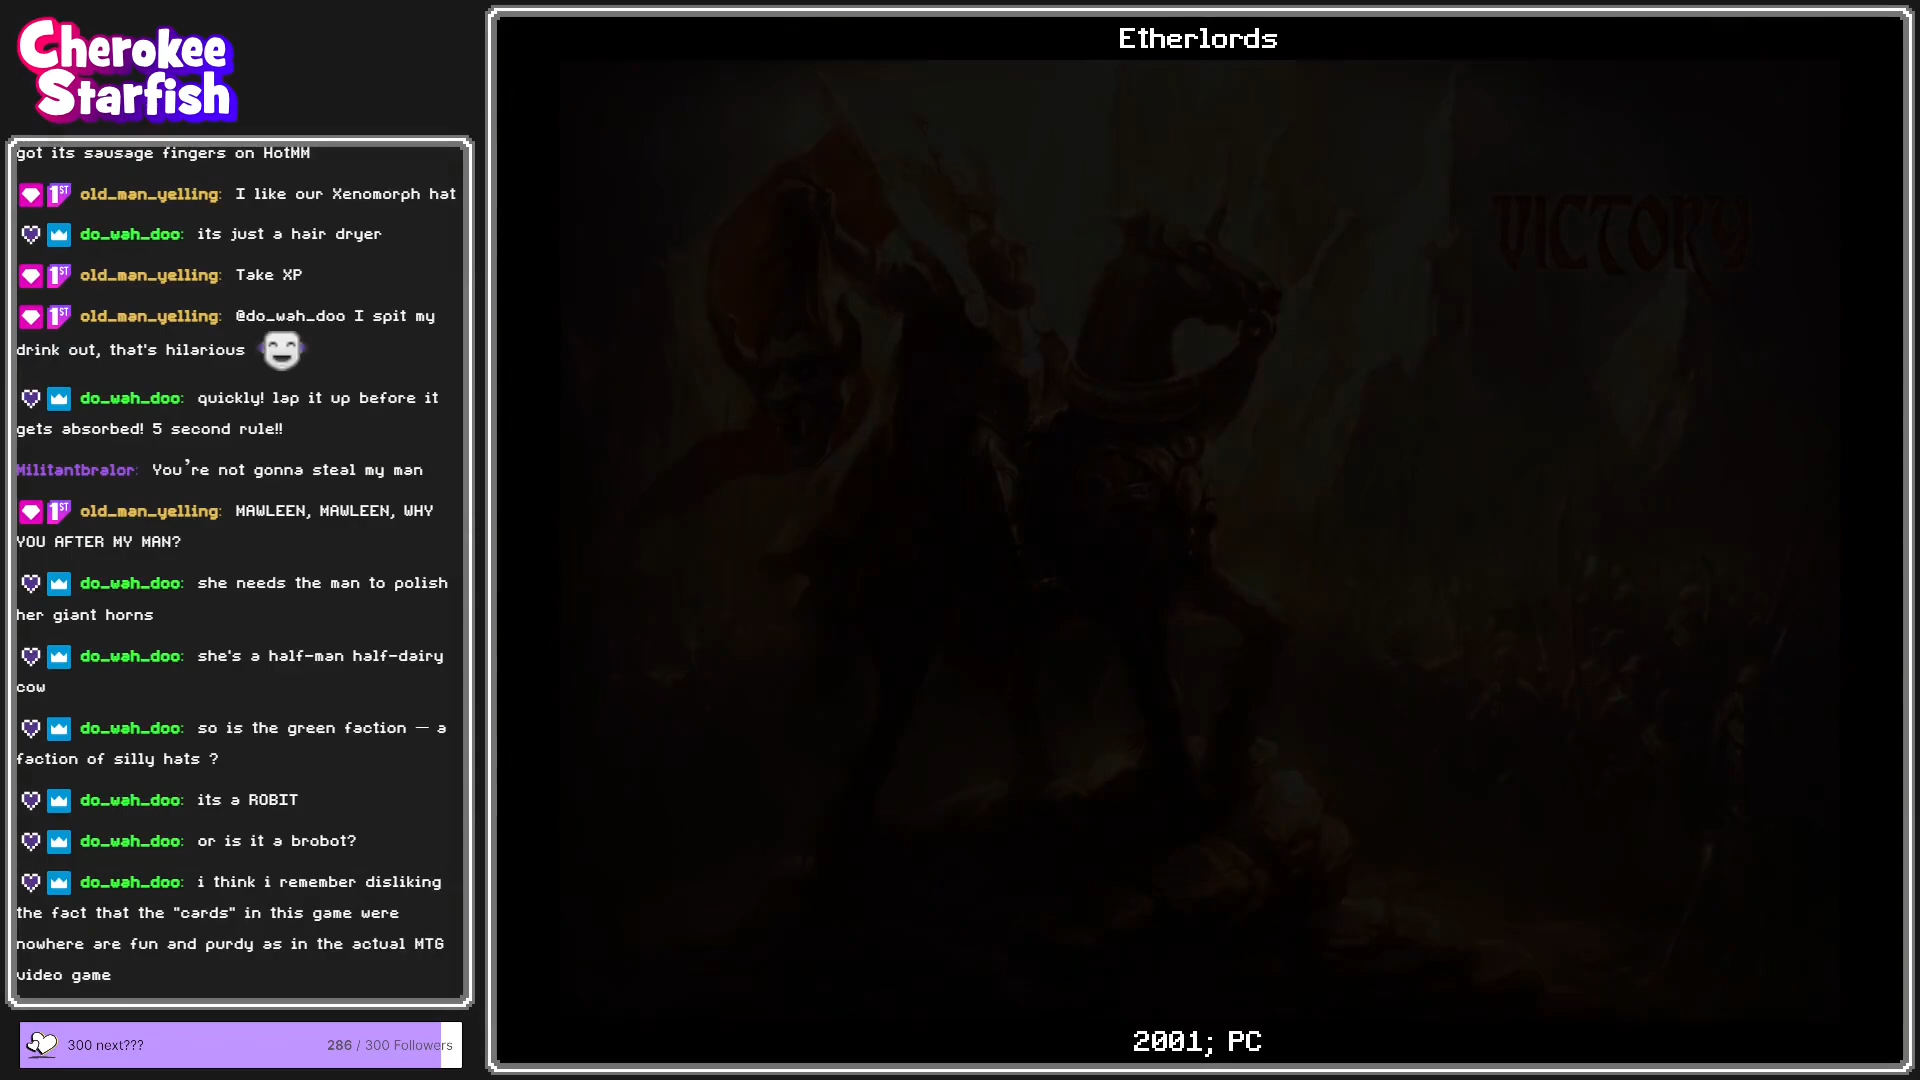 Cherokee
Starfish
got its sausage fingers on HotMM
old_man_yelling: I like our Xenomorph hat
do_wah_doo: its just a hair dryer
old_man_yelling: Take XP
old_man_yelling: @do_wah_doo I spit my
drink out, that's hilarious
do_wah_doo: quickly! lap it up before it
gets absorbed! 5 second rule!!
Militantbralor: You're not gonna steal my man
old_man_yelling: MAWLEEN, MAWLEEN, WHY
YOU AFTER MY MAN?
do_wah_doo: she needs the man to polish
her giant horns
do_wah_doo: she's a half-man half-dairy
cow
do_wah_doo: so is the green faction — a
faction of silly hats ?
do_wah_doo: its a ROBIT
do_wah_doo: or is it a brobot?
do_wah_doo: i think i remember disliking
the fact that the "cards" in this game were
nowhere are fun and purdy as in the actual MTG
video game
300 next??? 286 / 300 Followers
Etherlords
VICTORY!
2001; PC